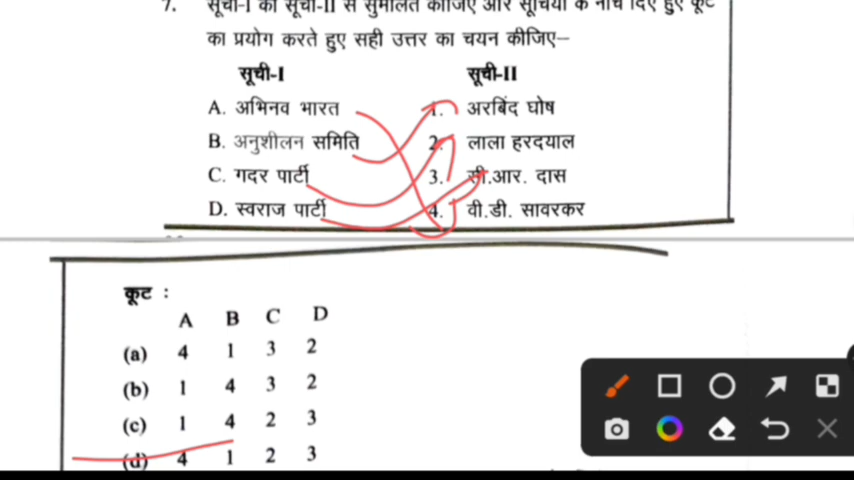 7. सूची-I को सूची-II से सुमेलित कीजिए और सूचियों के नीचे दिए हुए कूट
का प्रयोग करते हुए सही उत्तर का चयन कीजिए–
सूची-I सूची-II
A. अभिनव भारत 1. अरबिंद घोष
B. अनुशीलन समिति 2. लाला हरदयाल
C. गदर पार्टी 3. सी.आर. दास
D. स्वराज पार्टी 4. वी.डी. सावरकर
कूट :
A B C D
(a) 4 1 3 2
(b) 1 4 3 2
(c) 1 4 2 3
(d) 4 1 2 3